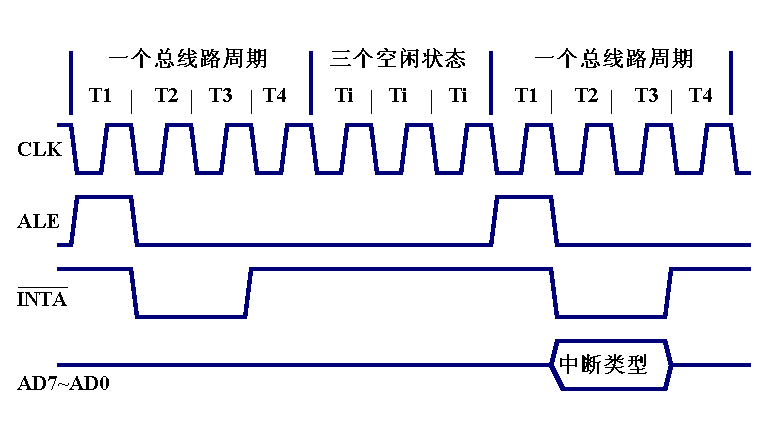 一个总线路周期 三个空闲状态 一个总线路周期
T1 T2 T3 T4 Ti Ti Ti T1 T2 T3 T4
CLK
ALE
INTA
中断类型
AD7~AD0